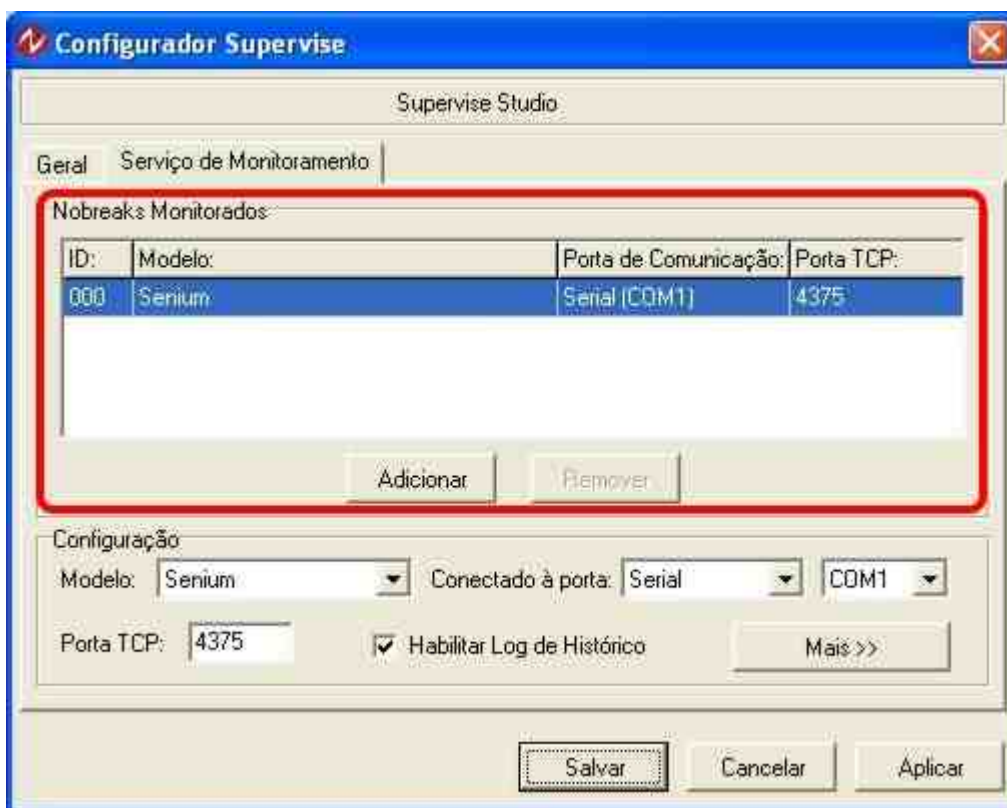 Configurador Supervise
Supervise Studio
Geral Serviço de Monitoramento
Nobreaks Monitorados
ID: Modelo: Porta de Comunicação: Porta TCP:
000 Senium Serial (COM1) 4375
Adicionar Remover
Configuração
Modelo: Senium Conectado à porta: Serial COM1
Porta TCP: 4375 Habilitar Log de Histórico Mais >>
Salvar Cancelar Aplicar